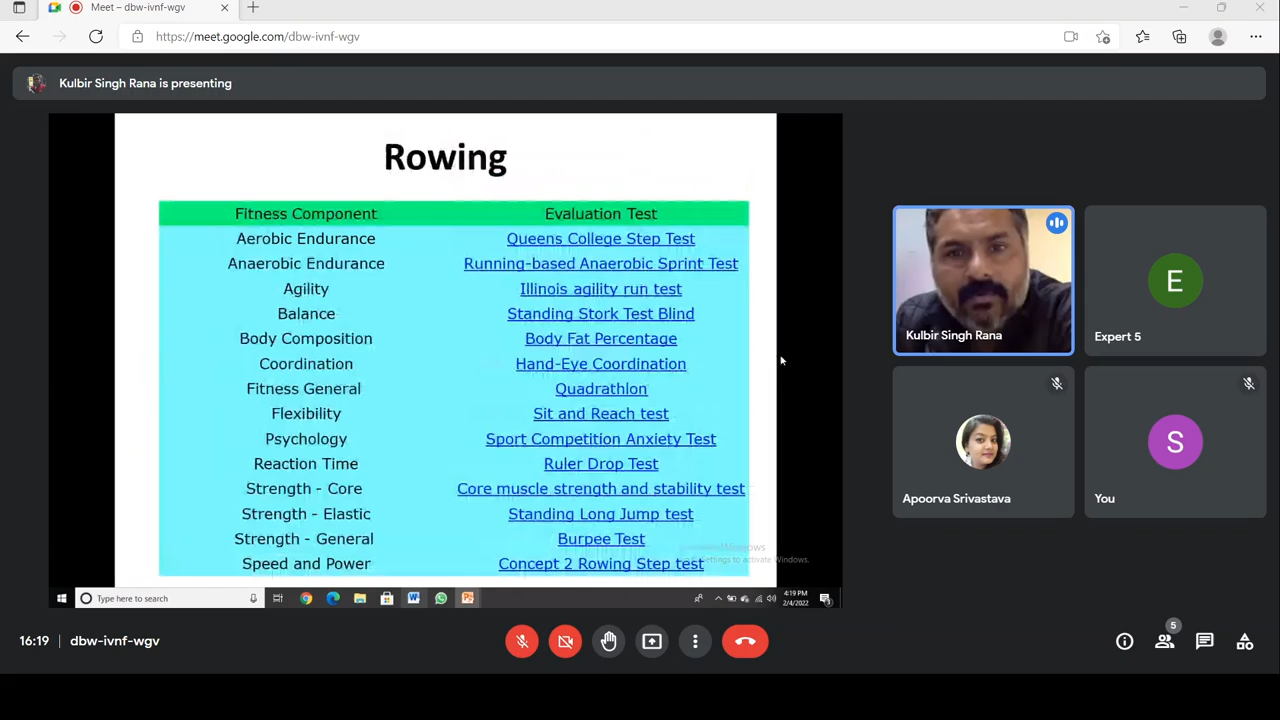 Meet – dbw-ivnf-wgv
https://meet.google.com/dbw-ivnf-wgv
Kulbir Singh Rana is presenting
Rowing
Fitness Component Evaluation Test
Aerobic Endurance Queens College Step Test
Anaerobic Endurance Running-based Anaerobic Sprint Test
Agility Illinois agility run test
Balance Standing Stork Test Blind
Body Composition Body Fat Percentage
Coordination Hand-Eye Coordination
Fitness General Quadrathlon
Flexibility Sit and Reach test
Psychology Sport Competition Anxiety Test
Reaction Time Ruler Drop Test
Strength - Core Core muscle strength and stability test
Strength - Elastic Standing Long Jump test
Strength - General Burpee Test
Speed and Power Concept 2 Rowing Step test
Windows
Settings to activate Windows.
Type here to search
4:19 PM
2/4/2022
Kulbir Singh Rana
E
Expert 5
Apoorva Srivastava
S
You
16:19 dbw-ivnf-wgv
5